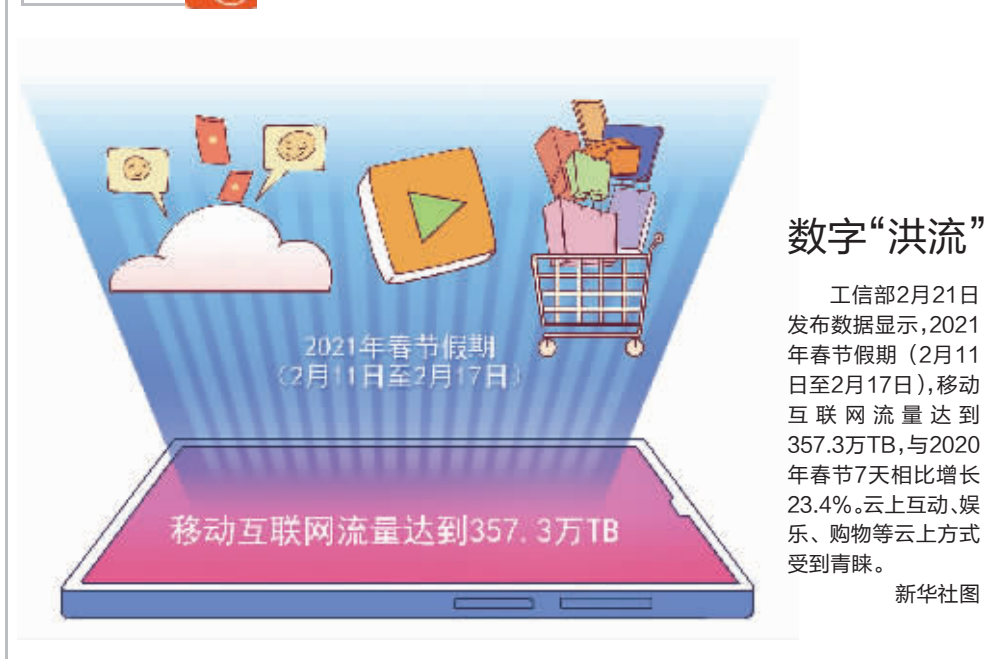 2021年春节假期
(2月11日至2月17日)
移动互联网流量达到357.3万TB
数字“洪流”
工信部2月21日
发布数据显示,2021
年春节假期（2月11
日至2月17日),移动
互联网流量达到
357.3万TB,与2020
年春节7天相比增长
23.4%。云上互动、娱
乐、购物等云上方式
受到青睐。
新华社图